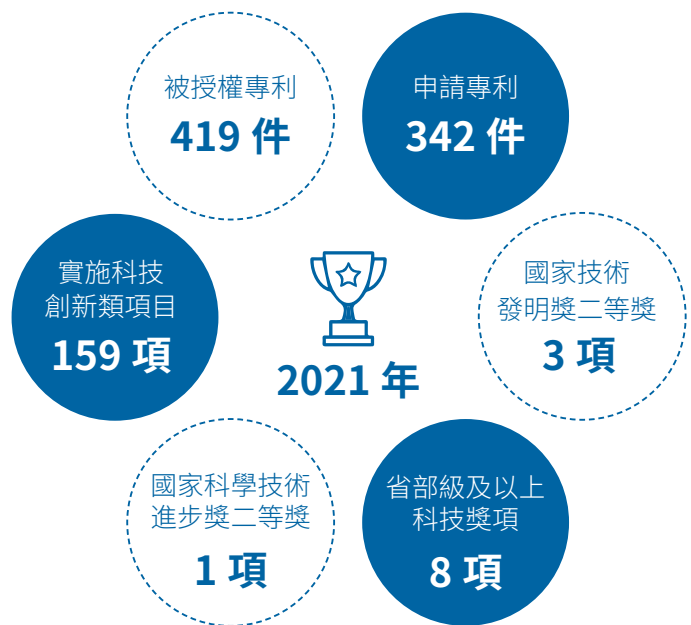 被授權專利
419 件
申請專利
342 件
實施科技
創新類項目
159 項
2021 年
國家技術
發明獎二等獎
3 項
國家科學技術
進步獎二等獎
1 項
省部級及以上
科技獎項
8 項